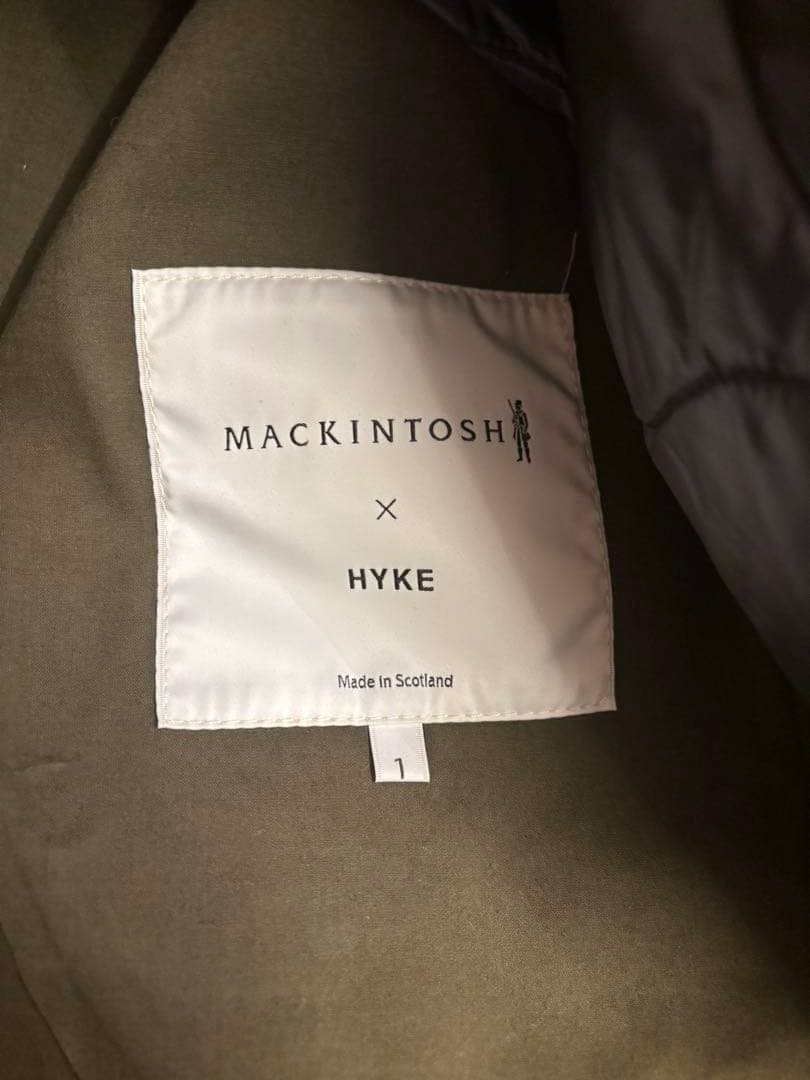 MACKINTOSH
×
HYKE
Made in Scotland
1